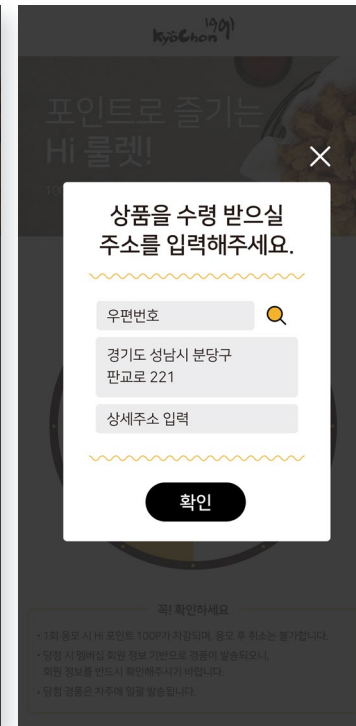 KyoChon 1991
포인트로 즐기는
Hi 룰렛!
상품을 수령 받으실
주소를 입력해주세요.
우편번호
경기도 성남시 분당구
판교로 221
상세주소 입력
확인
꼭! 확인하세요
• 1회 응모 시 Hi 포인트 100P가 차감되며, 응모 후 취소는 불가합니다.
• 당첨 시 멤버십 회원 정보 기반으로 경품이 발송되오니,
회원 정보를 반드시 확인해주시기 바랍니다.
• 당첨 경품은 차주에 일괄 발송됩니다.